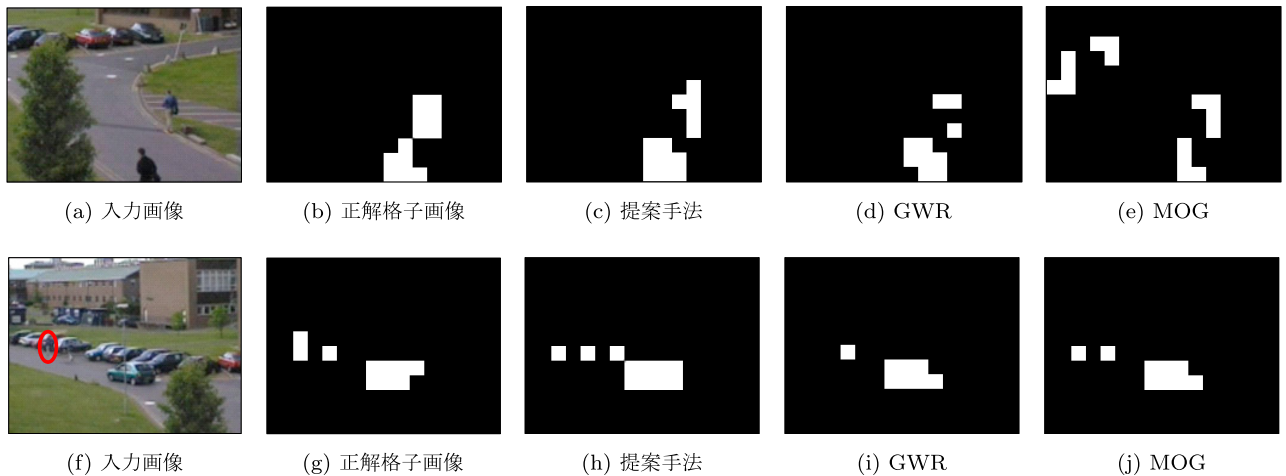 (a) 入力画像
(b) 正解格子画像
(c) 提案手法
(d) GWR
(e) MOG
(f) 入力画像
(g) 正解格子画像
(h) 提案手法
(i) GWR
(j) MOG